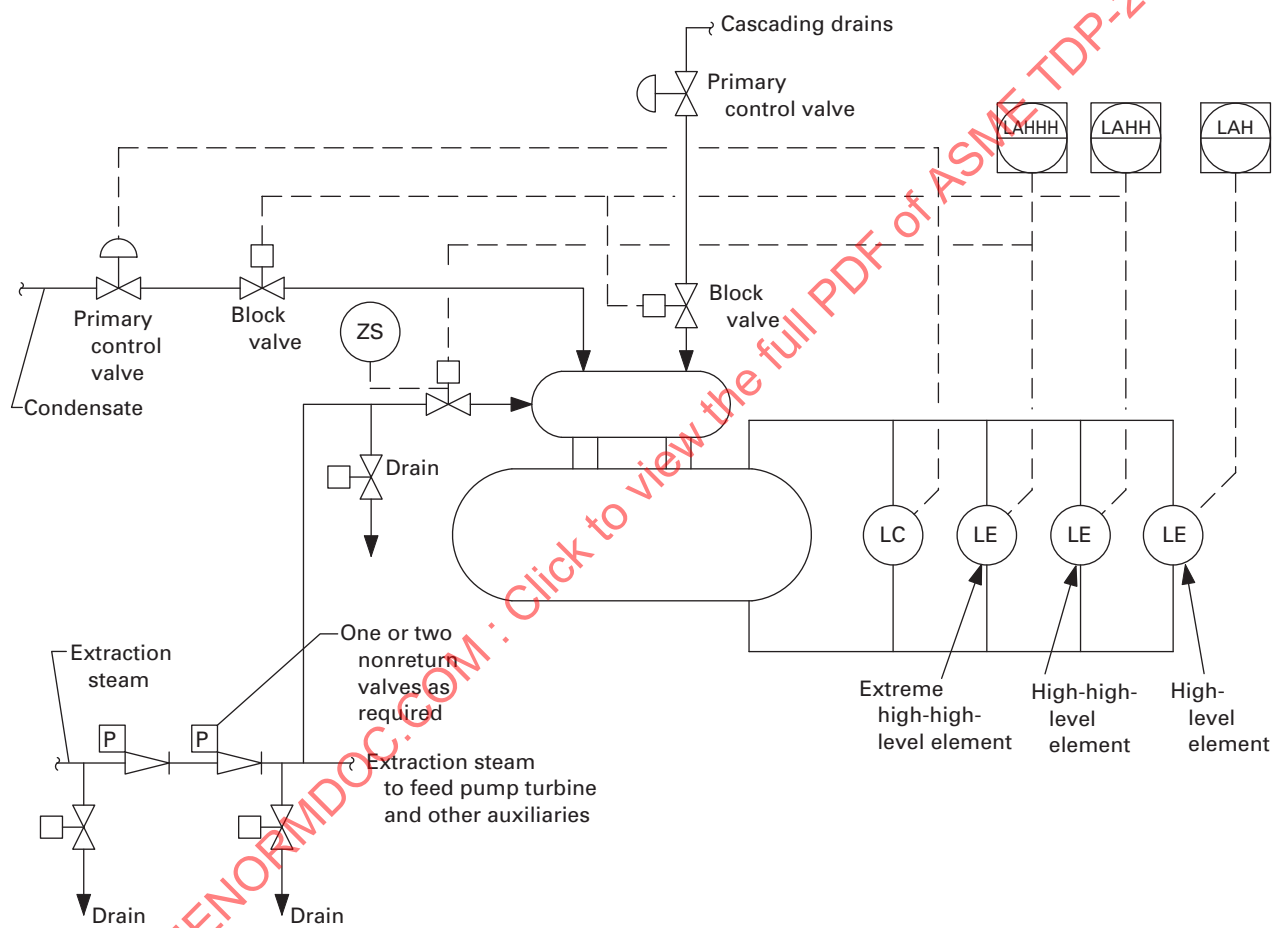 Cascading drains
Primary
control valve
LAHHH
LAHH
LAH
Primary
control
valve
Block
valve
Block
valve
ZS
Condensate
Drain
LC
LE
LE
LE
One or two
nonreturn
valves as
required
Extraction
steam
P
P
Extraction steam
to feed pump turbine
and other auxiliaries
Extreme
high-high-
level element
High-high-
level
element
High-
level
element
Drain
Drain
ENORMDOC.COM : Click to view the full PDF of ASME TDP-2